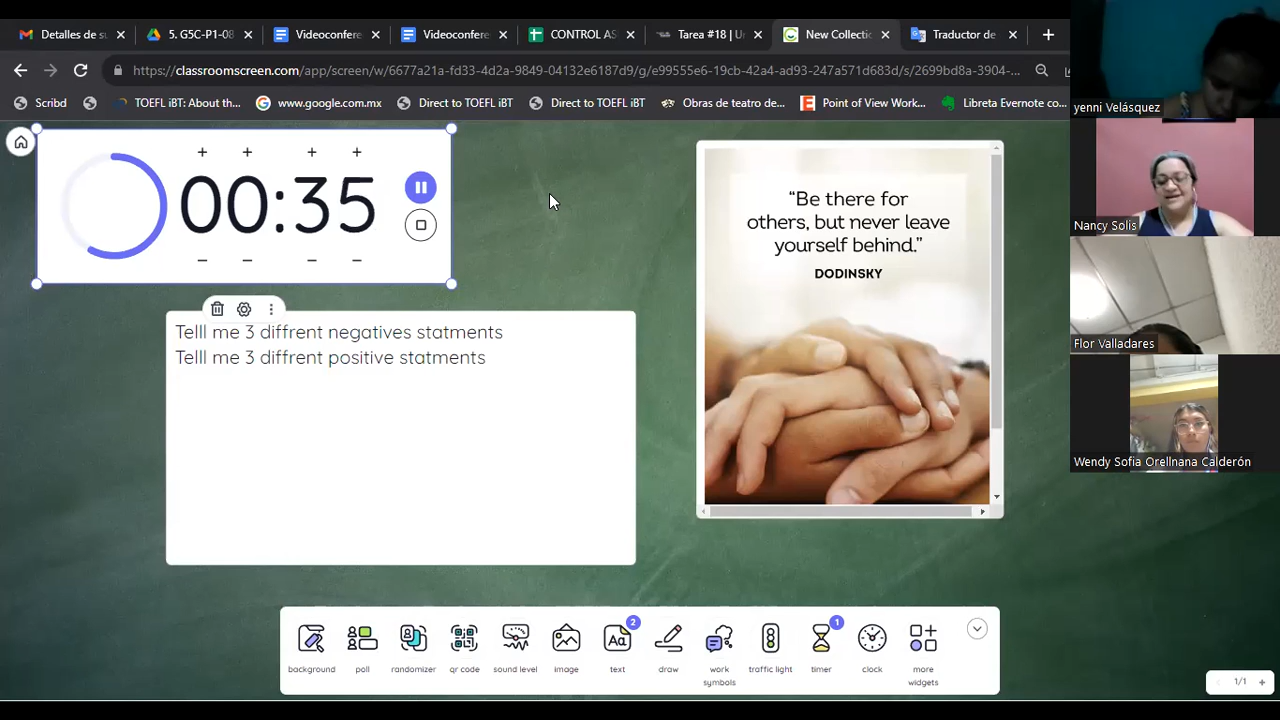 Detalles de su
5. G5C-P1-08
Videoconfere
Videoconfere
CONTROL AS
Tarea #18 | Ur
New Collectio
Traductor de
https://classroomscreen.com/app/screen/w/6677a21a-fd33-4d2a-9849-04132e6187d9/g/e99555e6-19cb-42a4-ad93-247a571d683d/s/2699bd8a-3904-...
Scribd
TOEFL iBT: About th...
www.google.com.mx
Direct to TOEFL iBT
Direct to TOEFL iBT
Obras de teatro de...
Point of View Work...
Libreta Evernote co...
yenni Velásquez
Nancy Solis
Flor Valladares
Wendy Sofia Orellnana Calderón
+ + + +
00:35
– – – –
Telll me 3 diffrent negatives statments
Telll me 3 diffrent positive statments
“Be there for
others, but never leave
yourself behind.”
DODINSKY
background
poll
randomizer
qr code
sound level
image
text
2
draw
work
symbols
traffic light
timer
1
clock
more
widgets
1/1